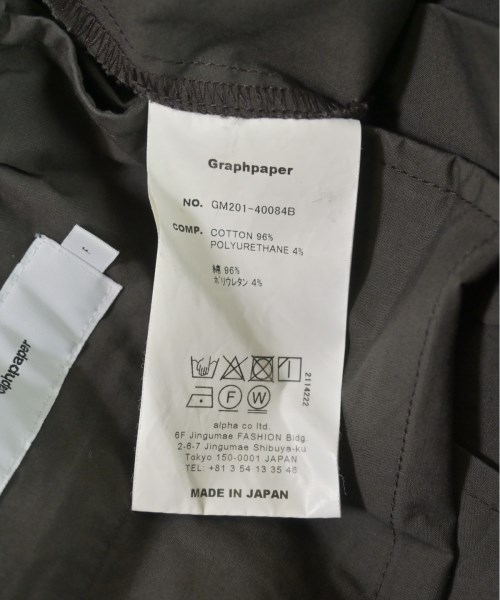 Graphpaper
NO. GM201-40084B
COMP. COTTON 96%
POLYURETHANE 4%
綿 96%
ポリウレタン 4%
2114222
F W
alpha co ltd.
6F Jingumae FASHION Bldg.
2-6-7 Jingumae Shibuya-ku
Tokyo 150-0001 JAPAN
TEL: +81 3 54 13 35 46
MADE IN JAPAN